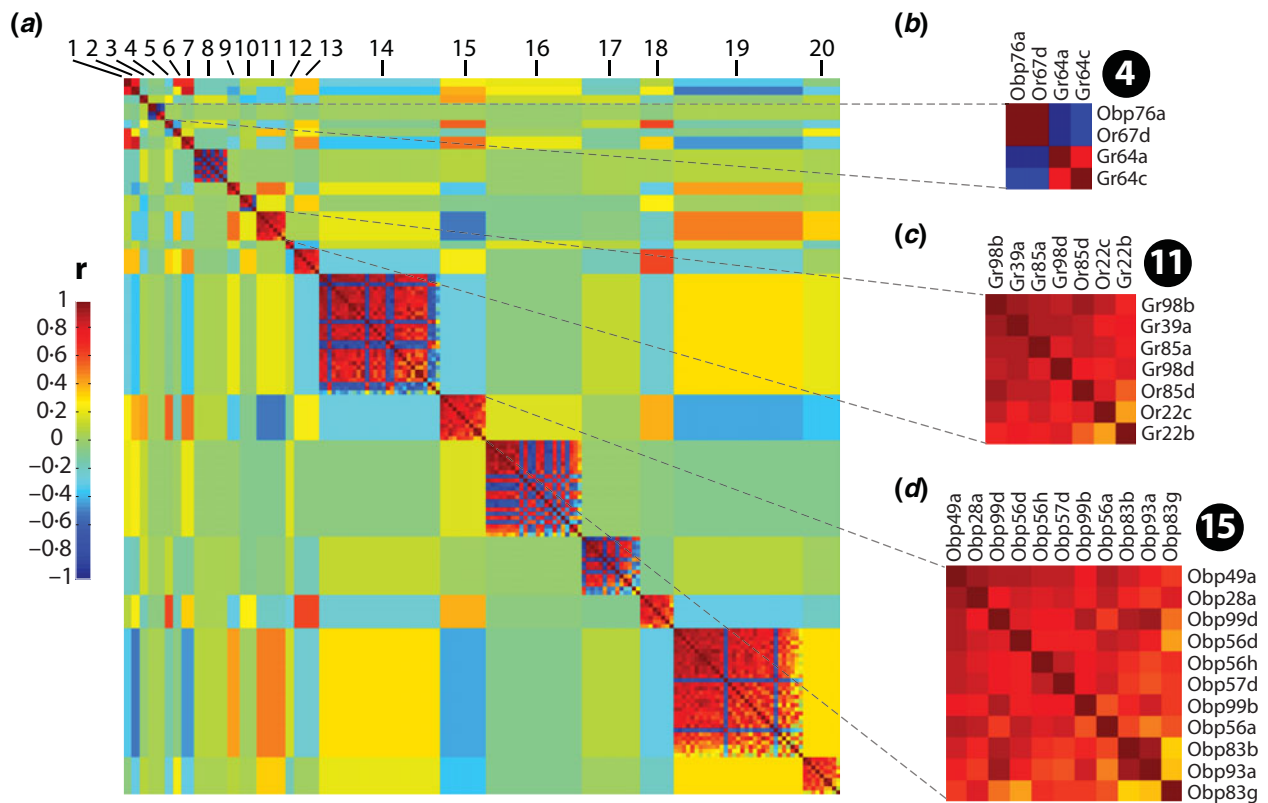 (a)
1 2 3 4 5 6 7 8 9 10 11 12 13 14 15 16 17 18 19 20
r
1
0·8
0·6
0·4
0·2
0
−0·2
−0·4
−0·6
−0·8
−1
(b)
Obp76a Or67d Gr64a Gr64c
4
Obp76a
Or67d
Gr64a
Gr64c
(c)
Gr98b Gr39a Gr85a Gr98d Or85d Or22c Gr22b
11
Gr98b
Gr39a
Gr85a
Gr98d
Or85d
Or22c
Gr22b
(d)
Obp49a Obp28a Obp99d Obp56d Obp56h Obp57d Obp99b Obp56a Obp83b Obp93a Obp83g
15
Obp49a
Obp28a
Obp99d
Obp56d
Obp56h
Obp57d
Obp99b
Obp56a
Obp83b
Obp93a
Obp83g